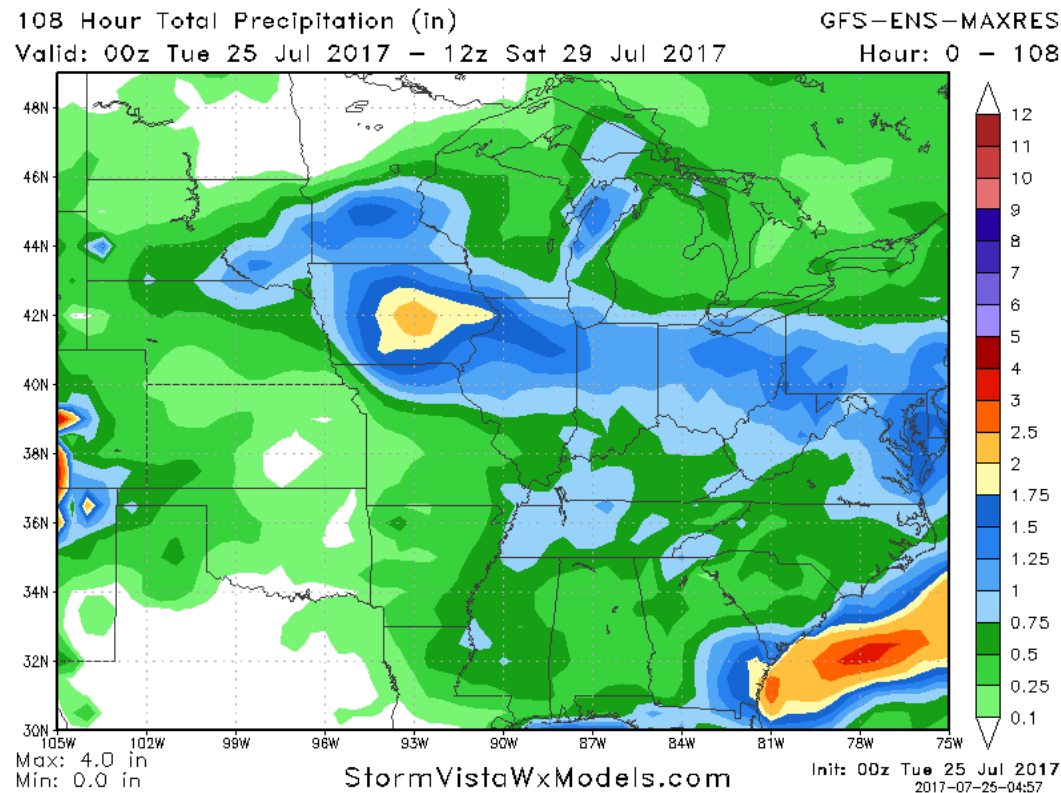 108 Hour Total Precipitation (in)
GFS-ENS-MAXRES
Valid: 00z Tue 25 Jul 2017 - 12z Sat 29 Jul 2017
Hour: 0 - 108
48N
46N
44N
42N
40N
38N
36N
34N
32N
30N
105W 102W 99W 96W 93W 90W 87W 84W 81W 78W 75W
12
11
10
9
8
7
6
5
4
3
2.5
2
1.75
1.5
1.25
1
0.75
0.5
0.25
0.1
Max: 4.0 in
Min: 0.0 in
StormVistaWxModels.com
Init: 00z Tue 25 Jul 2017
2017-07-25-04:57